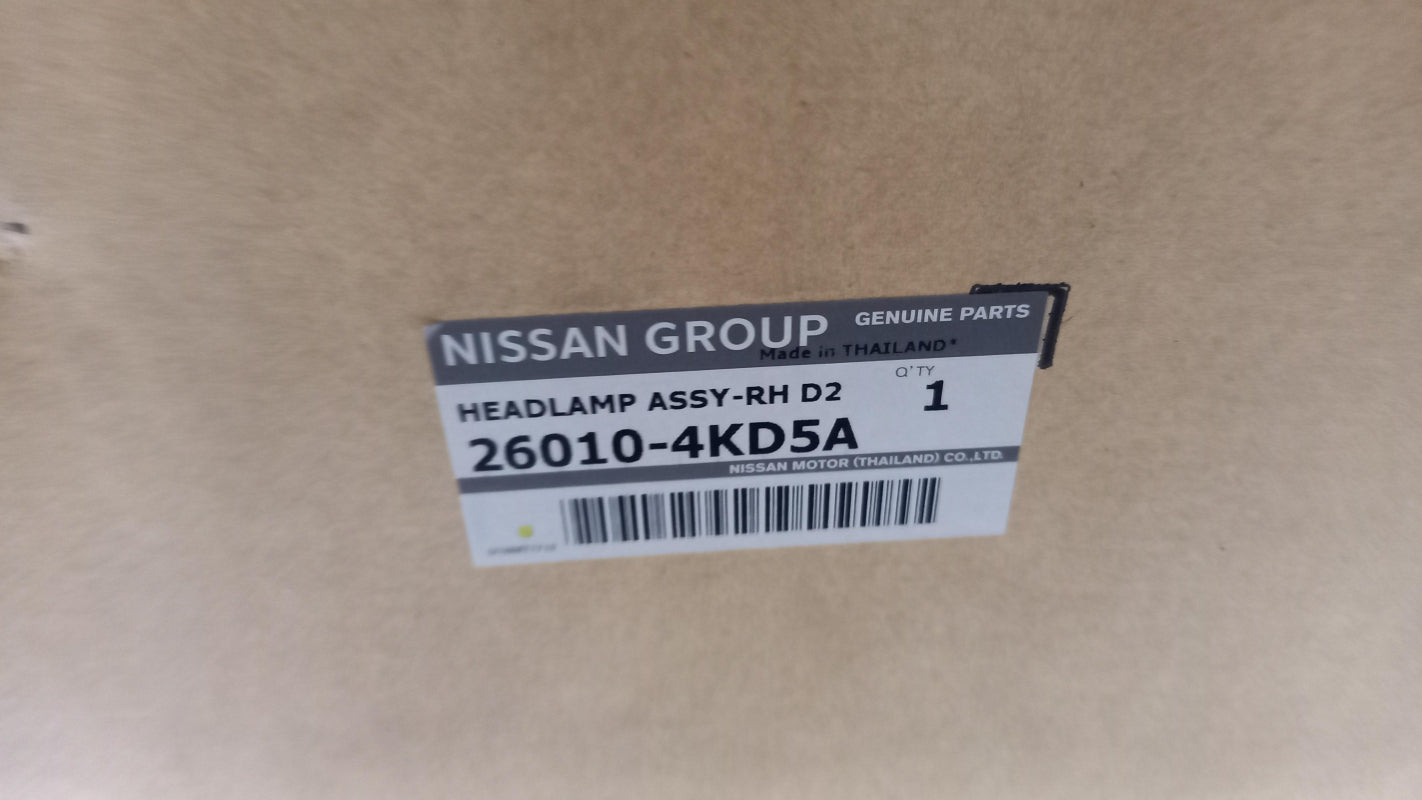 NISSAN GROUP GENUINE PARTS
Made in THAILAND*
HEADLAMP ASSY-RH D2 Q'TY
26010-4KD5A 1
NISSAN MOTOR (THAILAND) CO.,LTD.